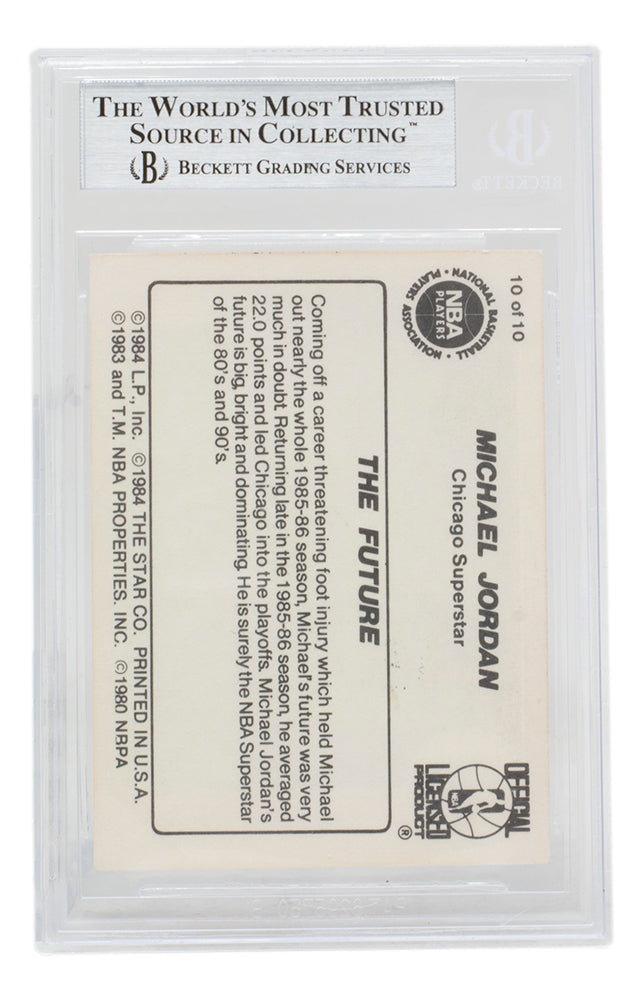 THE WORLD'S MOST TRUSTED
SOURCE IN COLLECTING™
B BECKETT GRADING SERVICES
B
BECKETT
10 of 10
NATIONAL BASKETBALL
PLAYERS ASSOCIATION
NBA
PLAYERS
MICHAEL JORDAN
Chicago Superstar
OFFICIAL
NBA
LICENSED
PRODUCT
®
THE FUTURE
Coming off a career threatening foot injury which held Michael
out nearly the whole 1985-86 season, Michael's future was very
much in doubt. Returning late in the 1985-86 season, he averaged
22.0 points and led Chicago into the playoffs. Michael Jordan's
future is big, bright and dominating. He is surely the NBA Superstar
of the 80's and 90's.
©1984 L.P., Inc. ©1984 THE STAR CO. PRINTED IN U.S.A.
©1983 and T.M. NBA PROPERTIES. INC. ©1980 NBPA